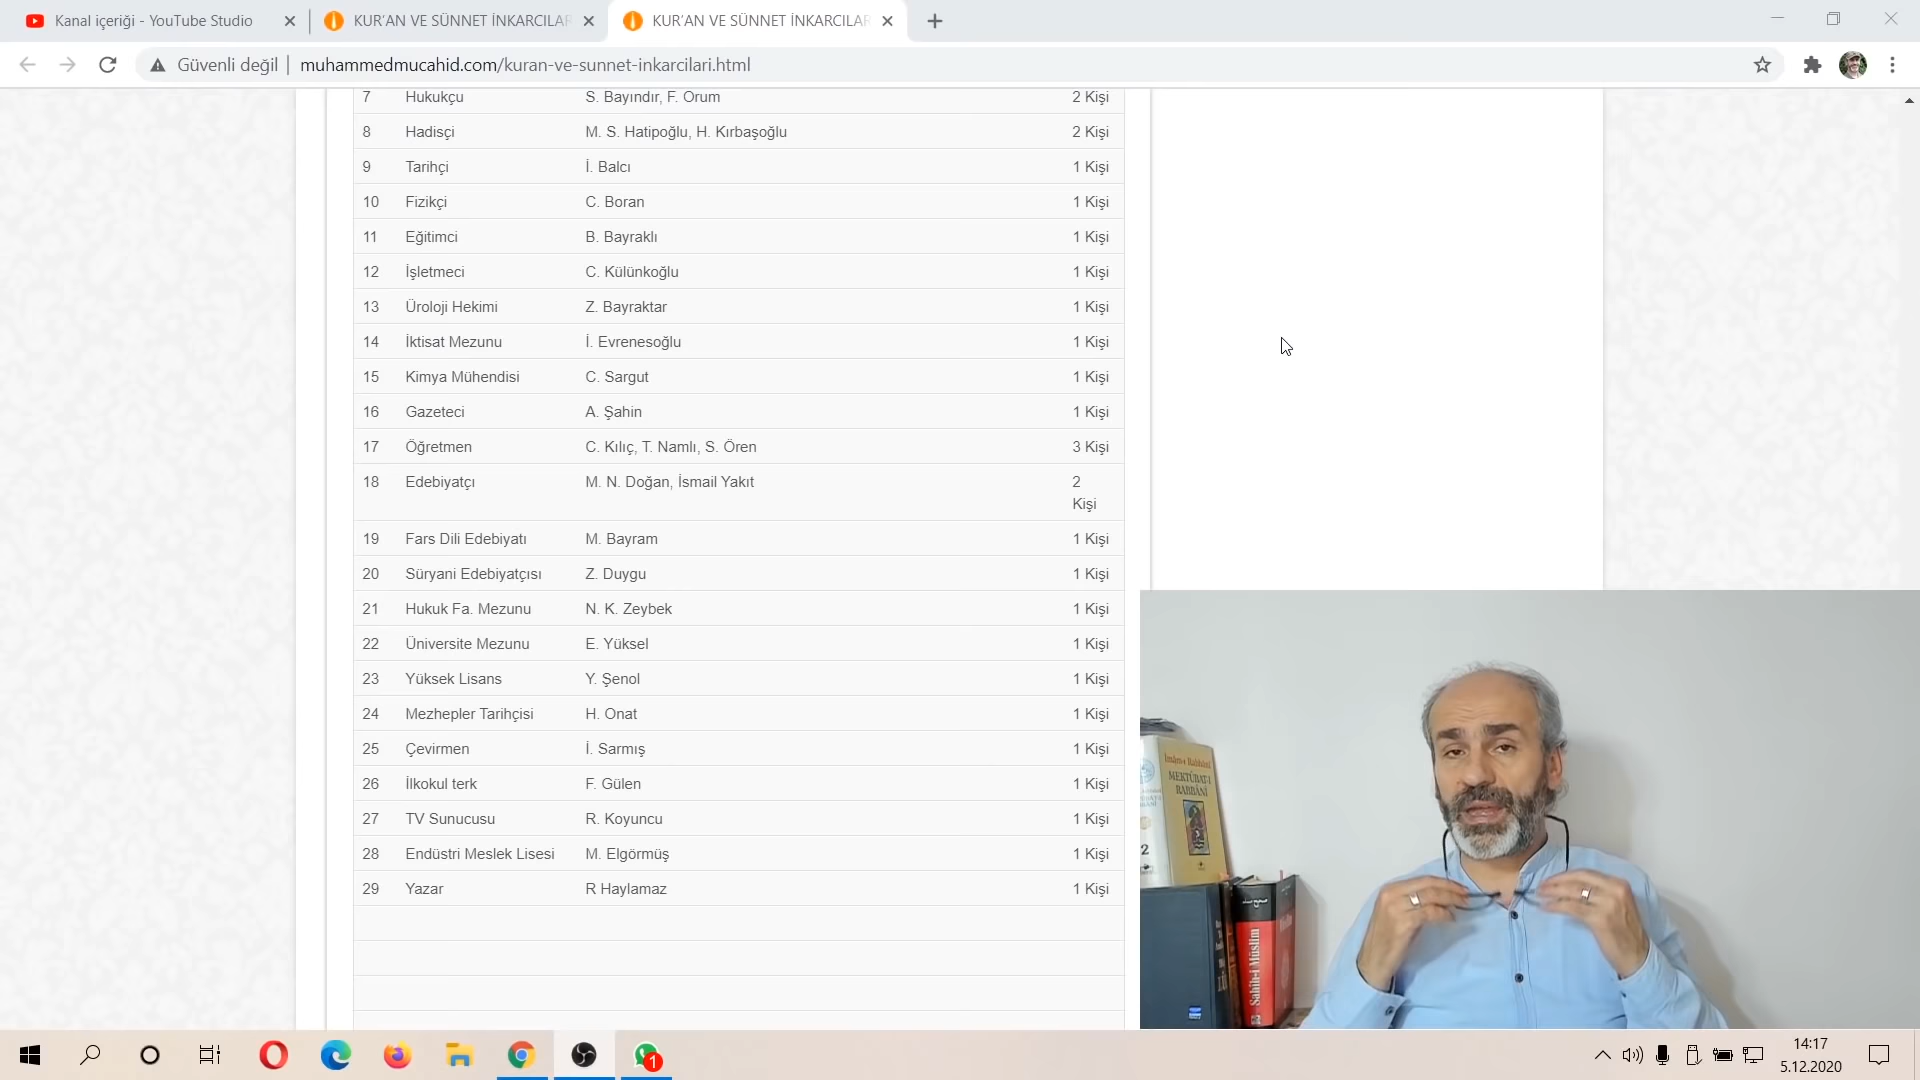 Kanal içeriği - YouTube Studio
KUR'AN VE SÜNNET İNKARCILAR
KUR'AN VE SÜNNET İNKARCILAR
Güvenli değil | muhammedmucahid.com/kuran-ve-sunnet-inkarcilari.html
7 Hukukçu S. Bayındır, F. Orum 2 Kişi
8 Hadisçi M. S. Hatipoğlu, H. Kırbaşoğlu 2 Kişi
9 Tarihçi İ. Balcı 1 Kişi
10 Fizikçi C. Boran 1 Kişi
11 Eğitimci B. Bayraklı 1 Kişi
12 İşletmeci C. Külünkoğlu 1 Kişi
13 Üroloji Hekimi Z. Bayraktar 1 Kişi
14 İktisat Mezunu İ. Evrenesoğlu 1 Kişi
15 Kimya Mühendisi C. Sargut 1 Kişi
16 Gazeteci A. Şahin 1 Kişi
17 Öğretmen C. Kılıç, T. Namlı, S. Ören 3 Kişi
18 Edebiyatçı M. N. Doğan, İsmail Yakıt 2
Kişi
19 Fars Dili Edebiyatı M. Bayram 1 Kişi
20 Süryani Edebiyatçısı Z. Duygu 1 Kişi
21 Hukuk Fa. Mezunu N. K. Zeybek 1 Kişi
22 Üniversite Mezunu E. Yüksel 1 Kişi
23 Yüksek Lisans Y. Şenol 1 Kişi
24 Mezhepler Tarihçisi H. Onat 1 Kişi
25 Çevirmen İ. Sarmış 1 Kişi
26 İlkokul terk F. Gülen 1 Kişi
27 TV Sunucusu R. Koyuncu 1 Kişi
28 Endüstri Meslek Lisesi M. Elgörmüş 1 Kişi
29 Yazar R Haylamaz 1 Kişi
İmam-ı Rabbâni
MEKTÛBAT-I
RABBÂNÎ
2
Sahih-i Müslim
1
14:17
5.12.2020